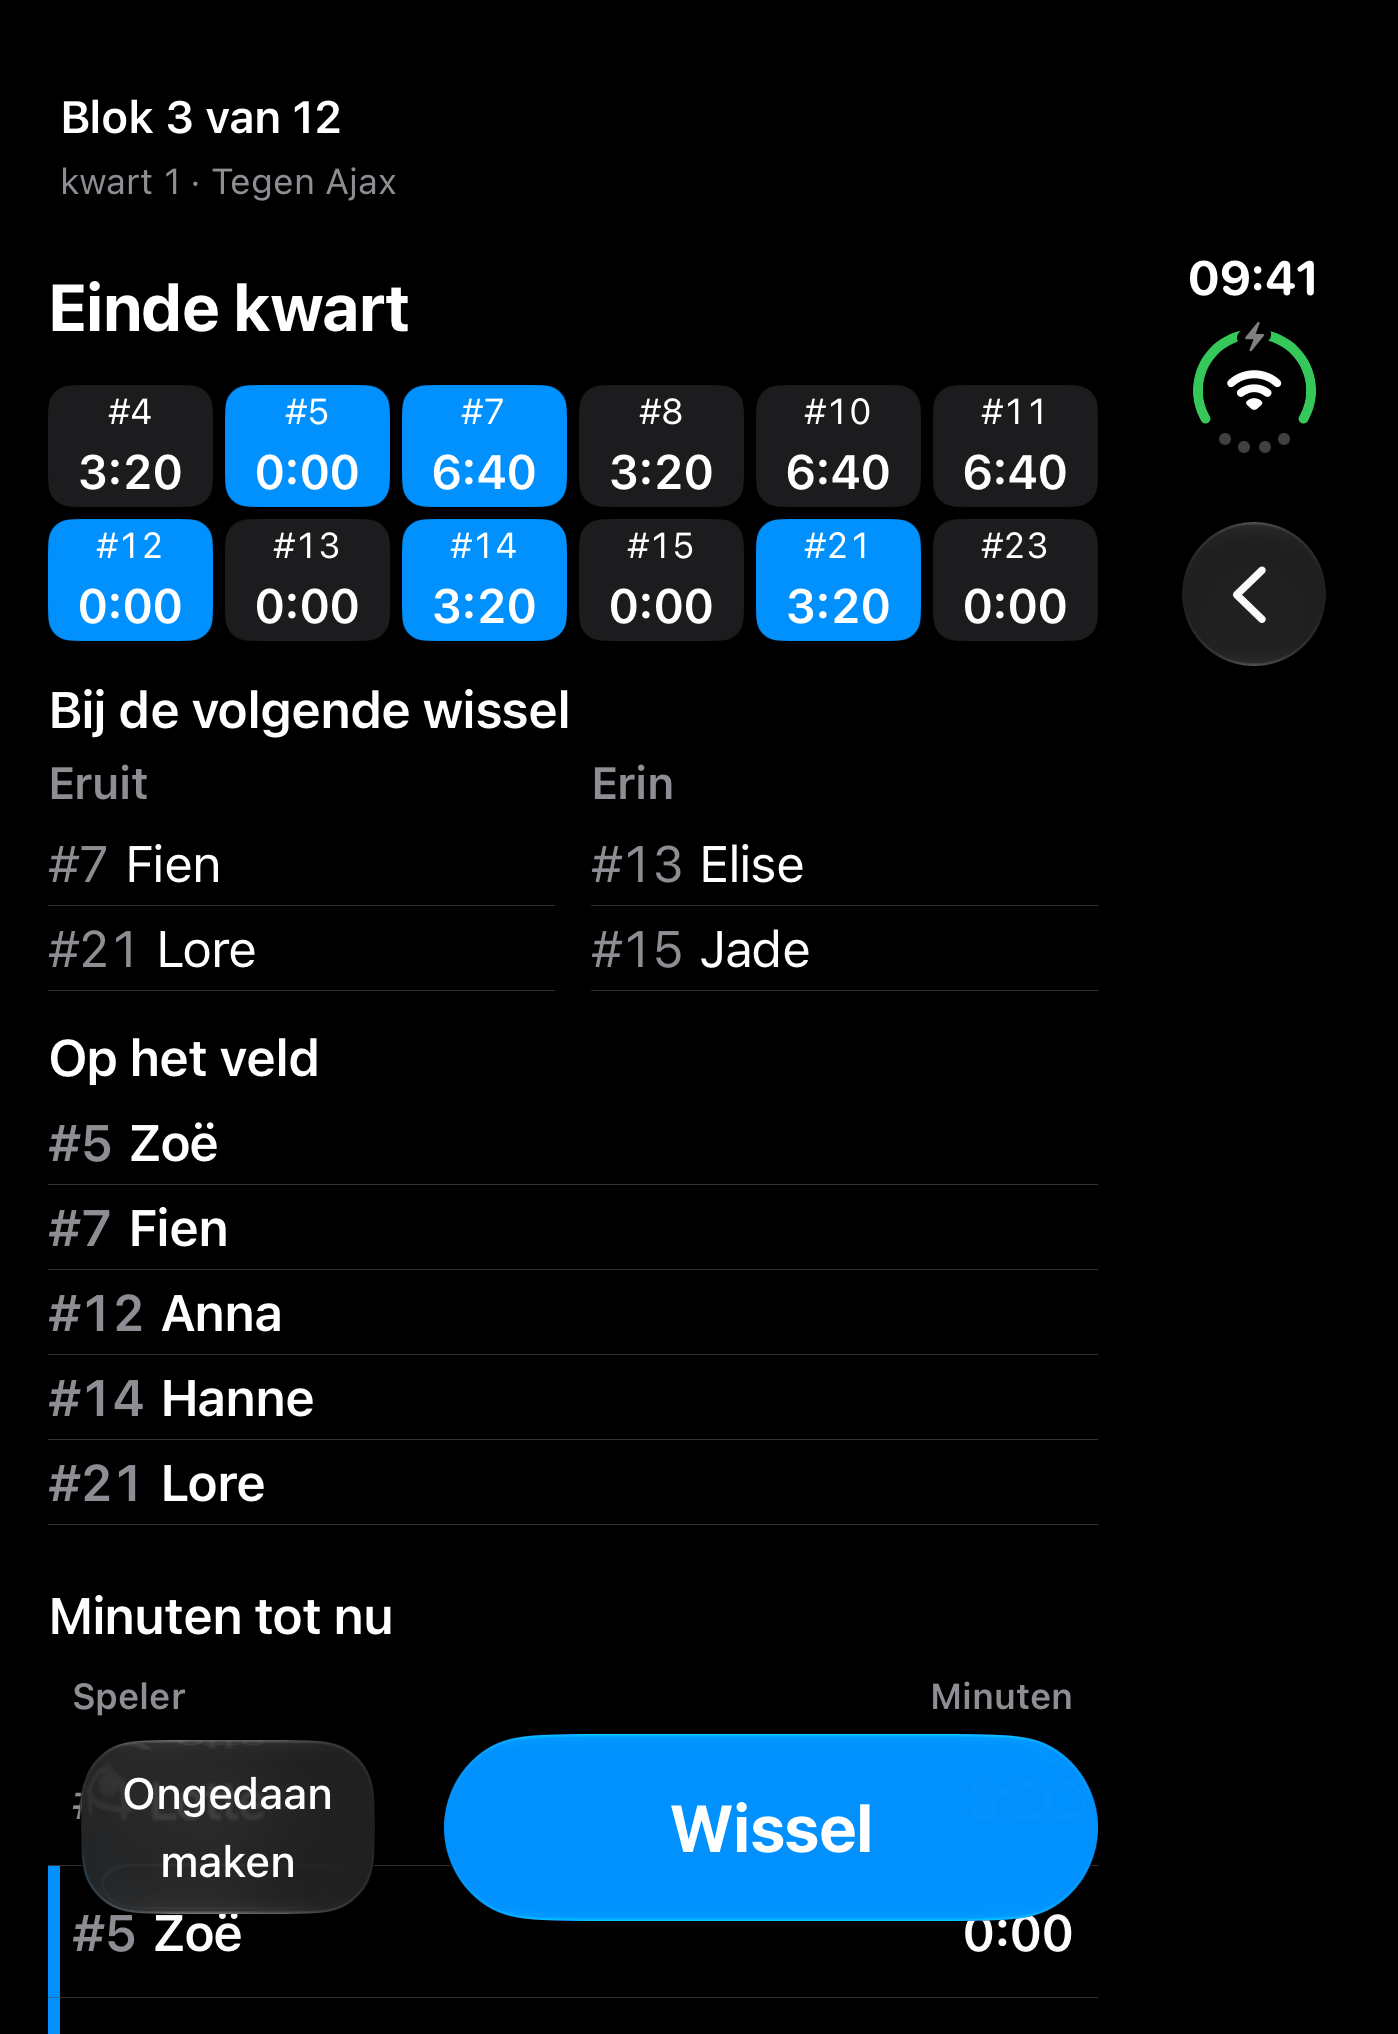 Blok 3 van 12
kwart 1 · Tegen Ajax
09:41
Einde kwart
#4 #5 #7 #8 #10 #11
3:20 0:00 6:40 3:20 6:40 6:40
#12 #13 #14 #15 #21 #23
0:00 0:00 3:20 0:00 3:20 0:00
Bij de volgende wissel
Eruit Erin
#7 Fien #13 Elise
#21 Lore #15 Jade
Op het veld
#5 Zoë
#7 Fien
#12 Anna
#14 Hanne
#21 Lore
Minuten tot nu
Speler Minuten
Ongedaan
maken
Wissel
#5 Zoë 0:00